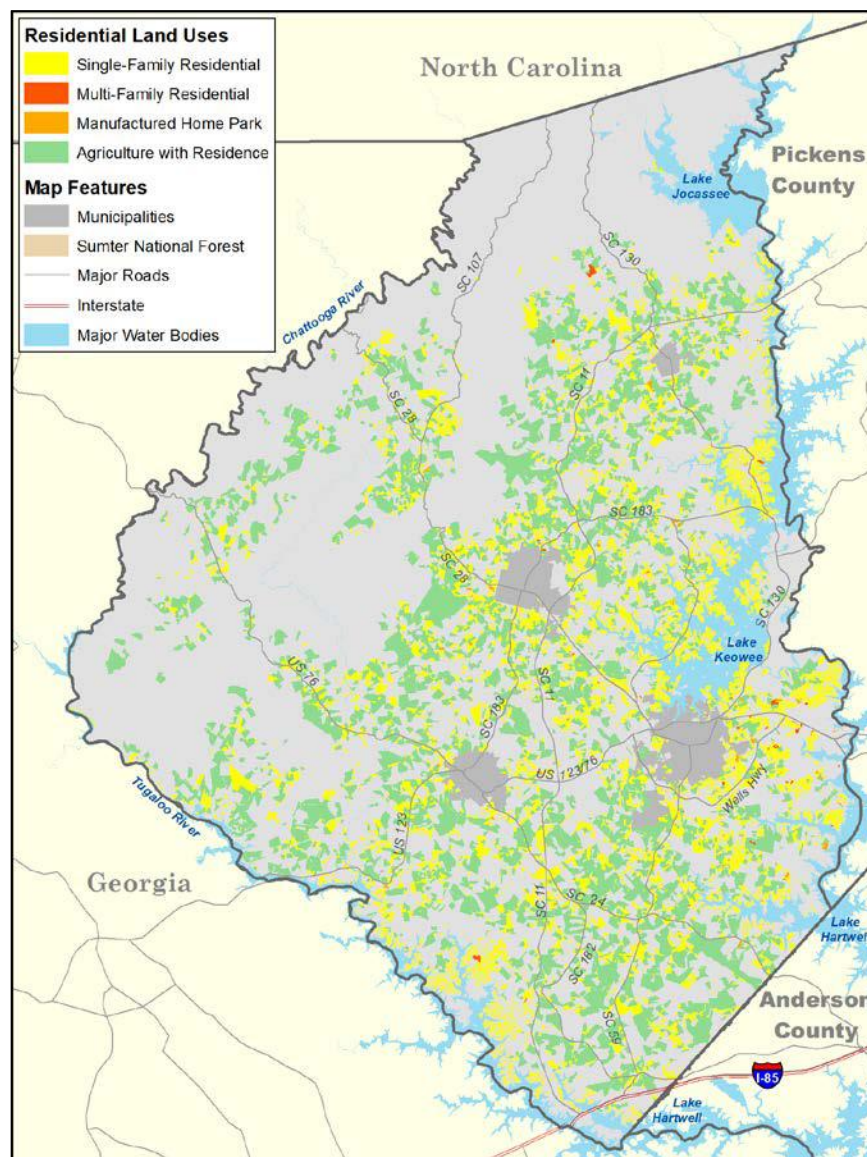 Residential Land Uses
Single-Family Residential
Multi-Family Residential
Manufactured Home Park
Agriculture with Residence
Map Features
Municipalities
Sumter National Forest
Major Roads
Interstate
Major Water Bodies
North Carolina
Pickens
County
Lake
Jocassee
SC 107
SC 130
Chattooga River
SC 11
SC 28
SC 183
SC 28
SC 130
Lake
Keowee
US 76
SC 11
SC 183
US 123/76
Wells Hwy
Tugaloo River
US 123
Georgia
SC 11
SC 24
Lake
Hartwell
SC 182
Anderson
County
SC 59
I-85
Lake
Hartwell